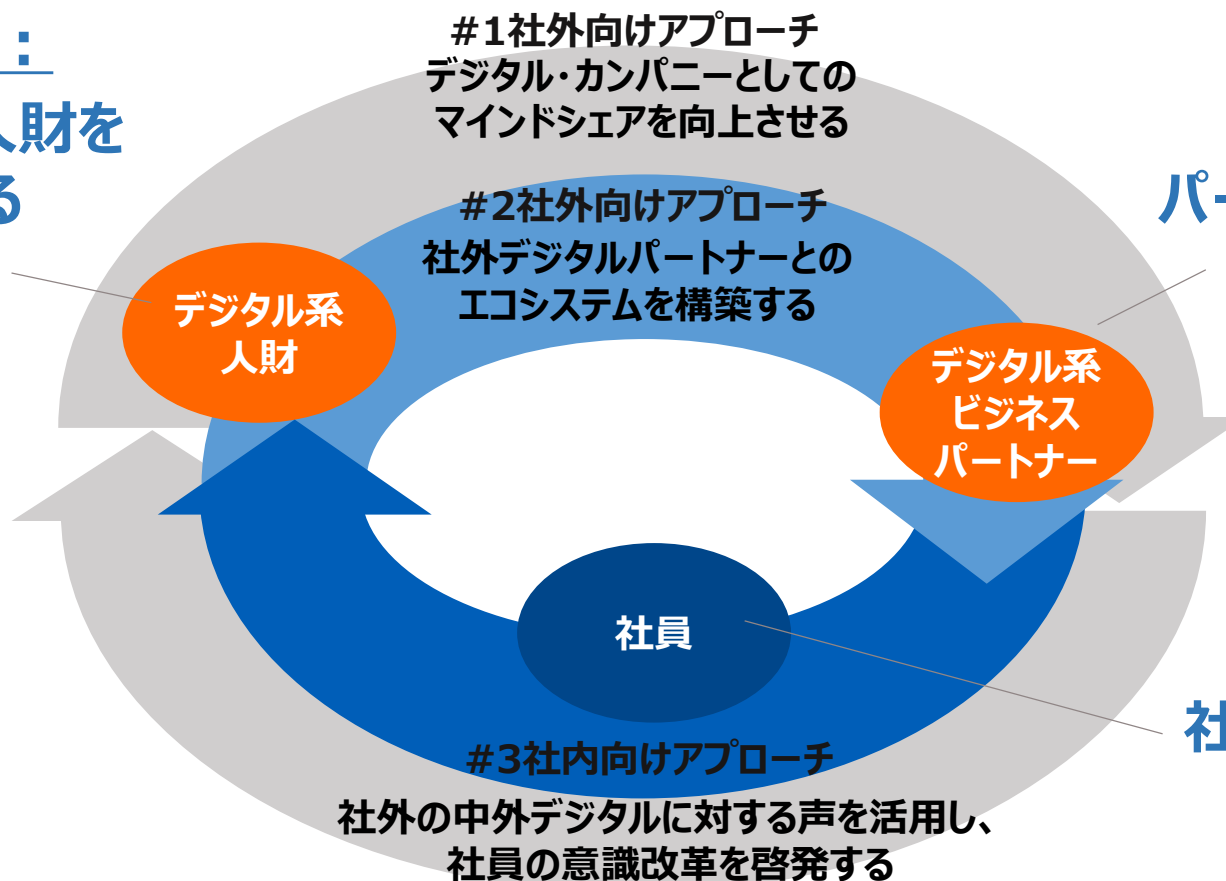 #1社外向けアプローチ
デジタル・カンパニーとしての
マインドシェアを向上させる
：
人財を
る
#2社外向けアプローチ
社外デジタルパートナーとの
エコシステムを構築する
パー
デジタル系
人財
デジタル系
ビジネス
パートナー
社員
社
#3社内向けアプローチ
社外の中外デジタルに対する声を活用し、
社員の意識改革を啓発する